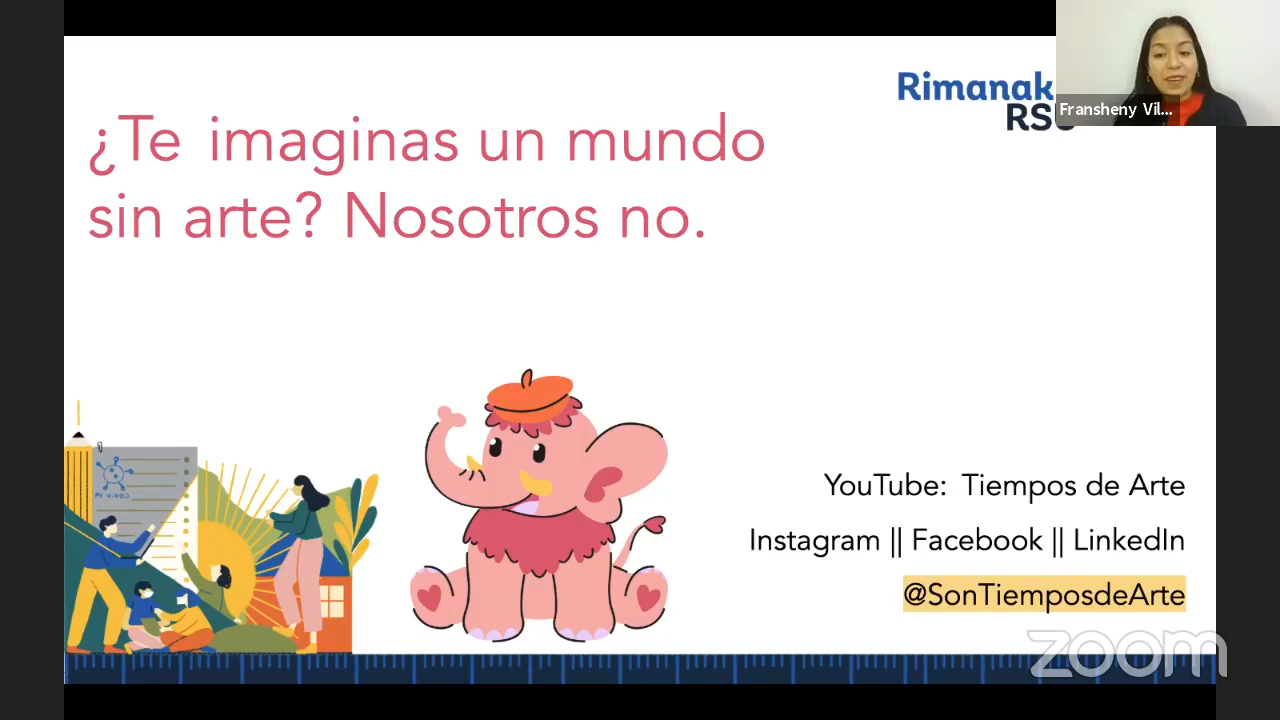 ¿Te imaginas un mundo
sin arte? Nosotros no.
Rimanak
RS
Fransheny Vil...
YouTube: Tiempos de Arte
Instagram || Facebook || LinkedIn
@SonTiemposdeArte
zoom